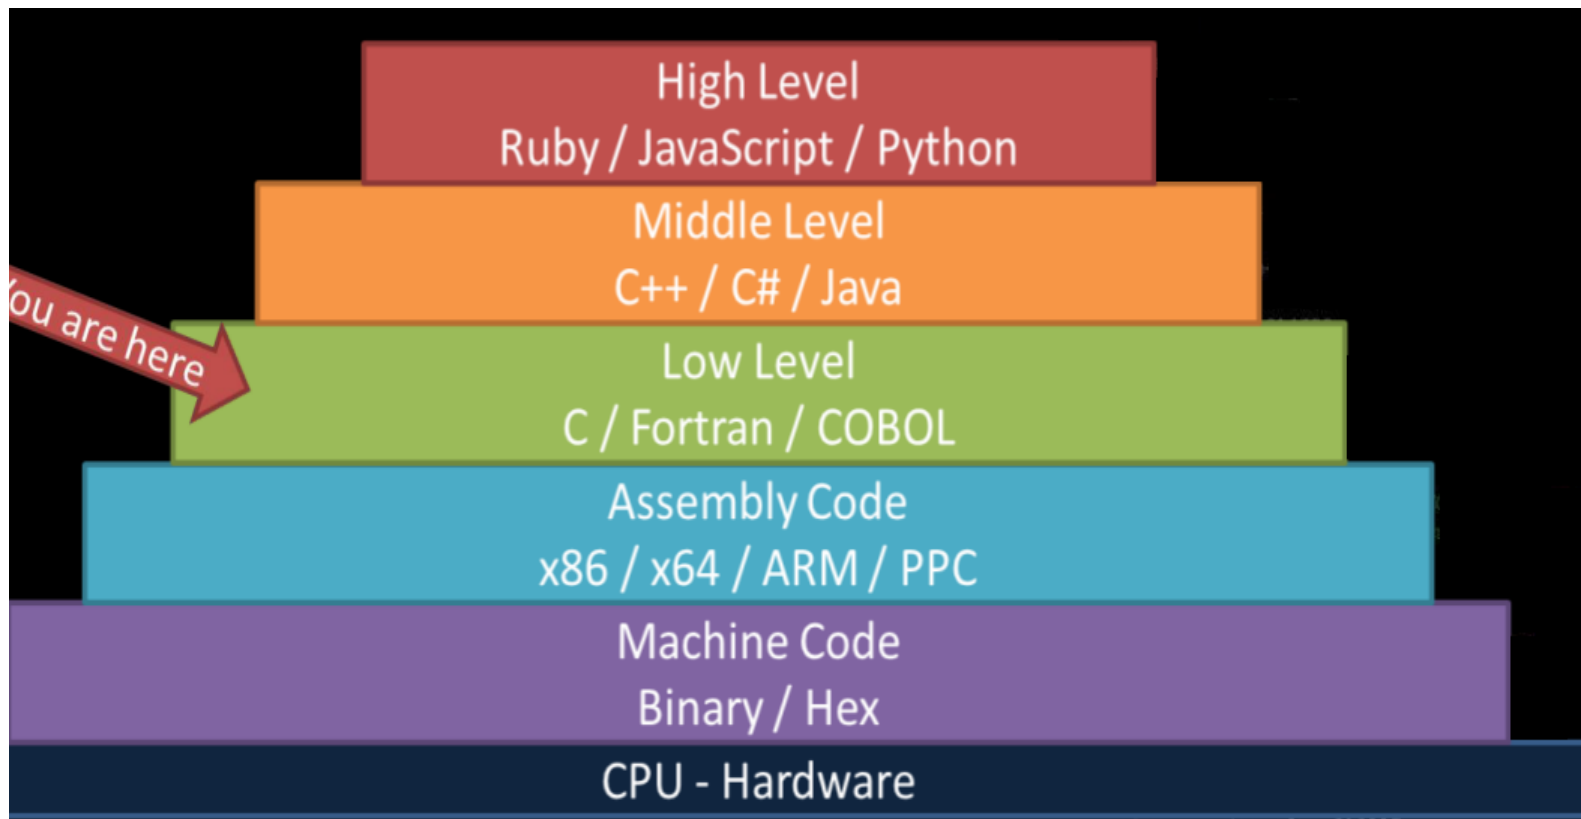 High Level
Ruby / JavaScript / Python
Middle Level
C++ / C# / Java
You are here
Low Level
C / Fortran / COBOL
Assembly Code
x86 / x64 / ARM / PPC
Machine Code
Binary / Hex
CPU - Hardware